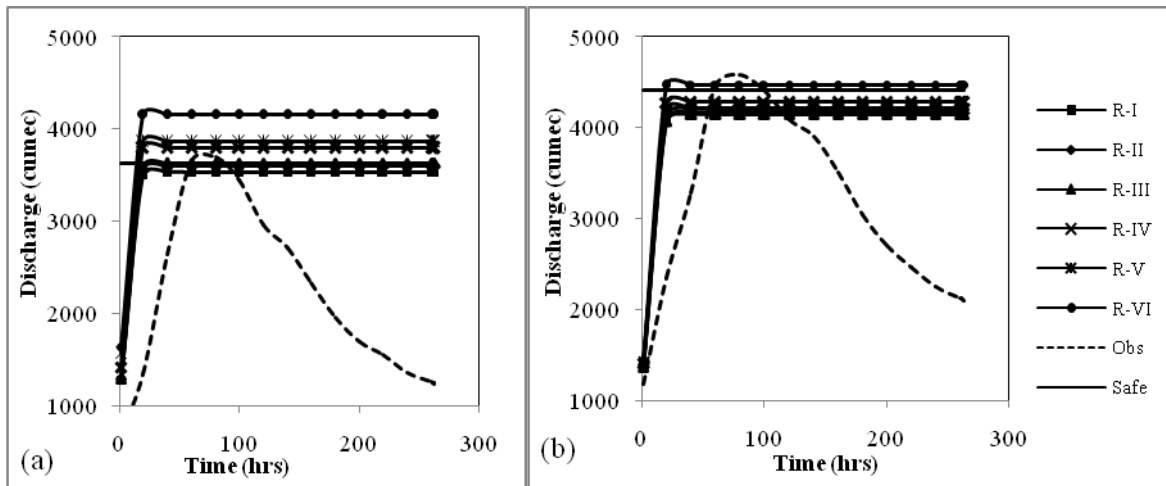 5000
4000
3000
2000
1000
Discharge (cumec)
0
100
200
300
Time (hrs)
(a)
5000
4000
3000
2000
1000
Discharge (cumec)
0
100
200
300
Time (hrs)
(b)
R-I
R-II
R-III
R-IV
R-V
R-VI
Obs
Safe